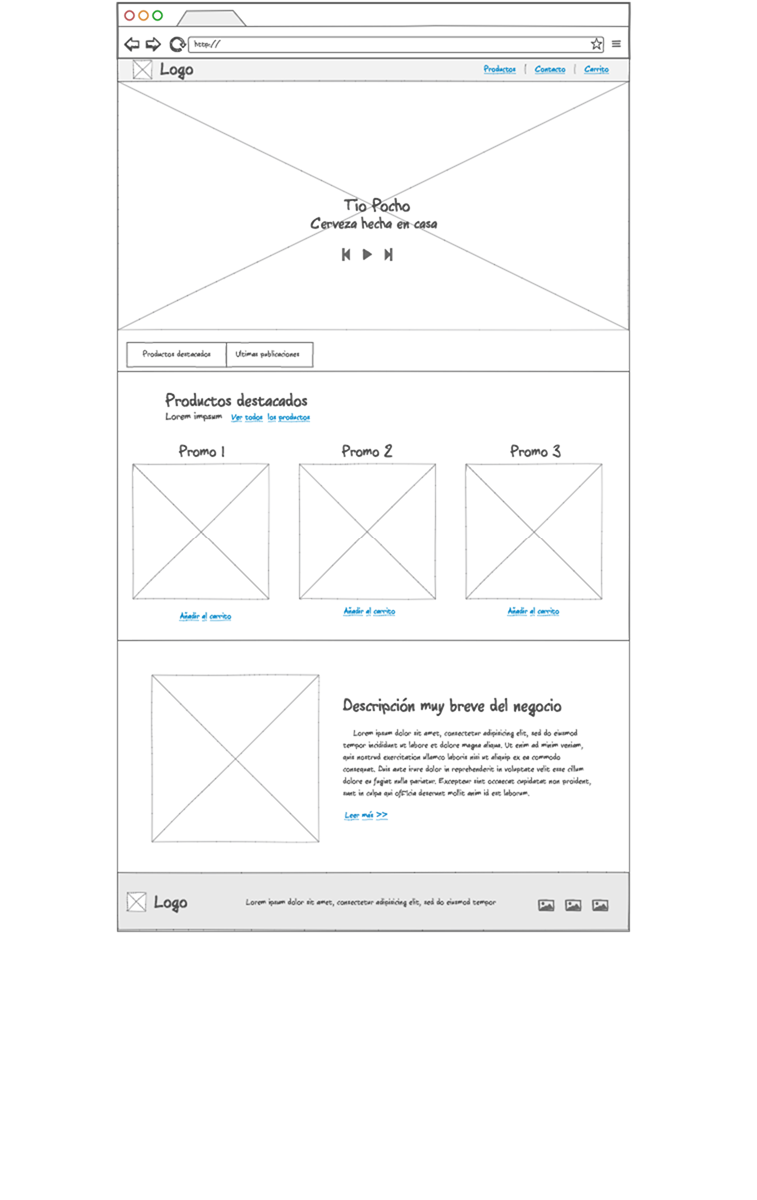 http://
Logo
Productos | Contacto | Carrito
Tio Pocho
Cerveza hecha en casa
Productos destacados
Ultimas publicaciones
Productos destacados
Lorem impsum Ver todos los productos
Promo 1
Promo 2
Promo 3
Añadir al carrito
Añadir al carrito
Añadir al carrito
Descripción muy breve del negocio
Lorem ipsum dolor sit amet, consectetur adipisicing elit, sed do eiusmod
tempor incididunt ut labore et dolore magna aliqua. Ut enim ad minim veniam,
quis nostrud exercitation ullamco laboris nisi ut aliquip ex ea commodo
consequat. Duis aute irure dolor in reprehenderit in voluptate velit esse cillum
dolore eu fugiat nulla pariatur. Excepteur sint occaecat cupidatat non proident,
sunt in culpa qui officia deserunt mollit anim id est laborum.
Leer más >>
Logo
Lorem ipsum dolor sit amet, consectetur adipisicing elit, sed do eiusmod tempor